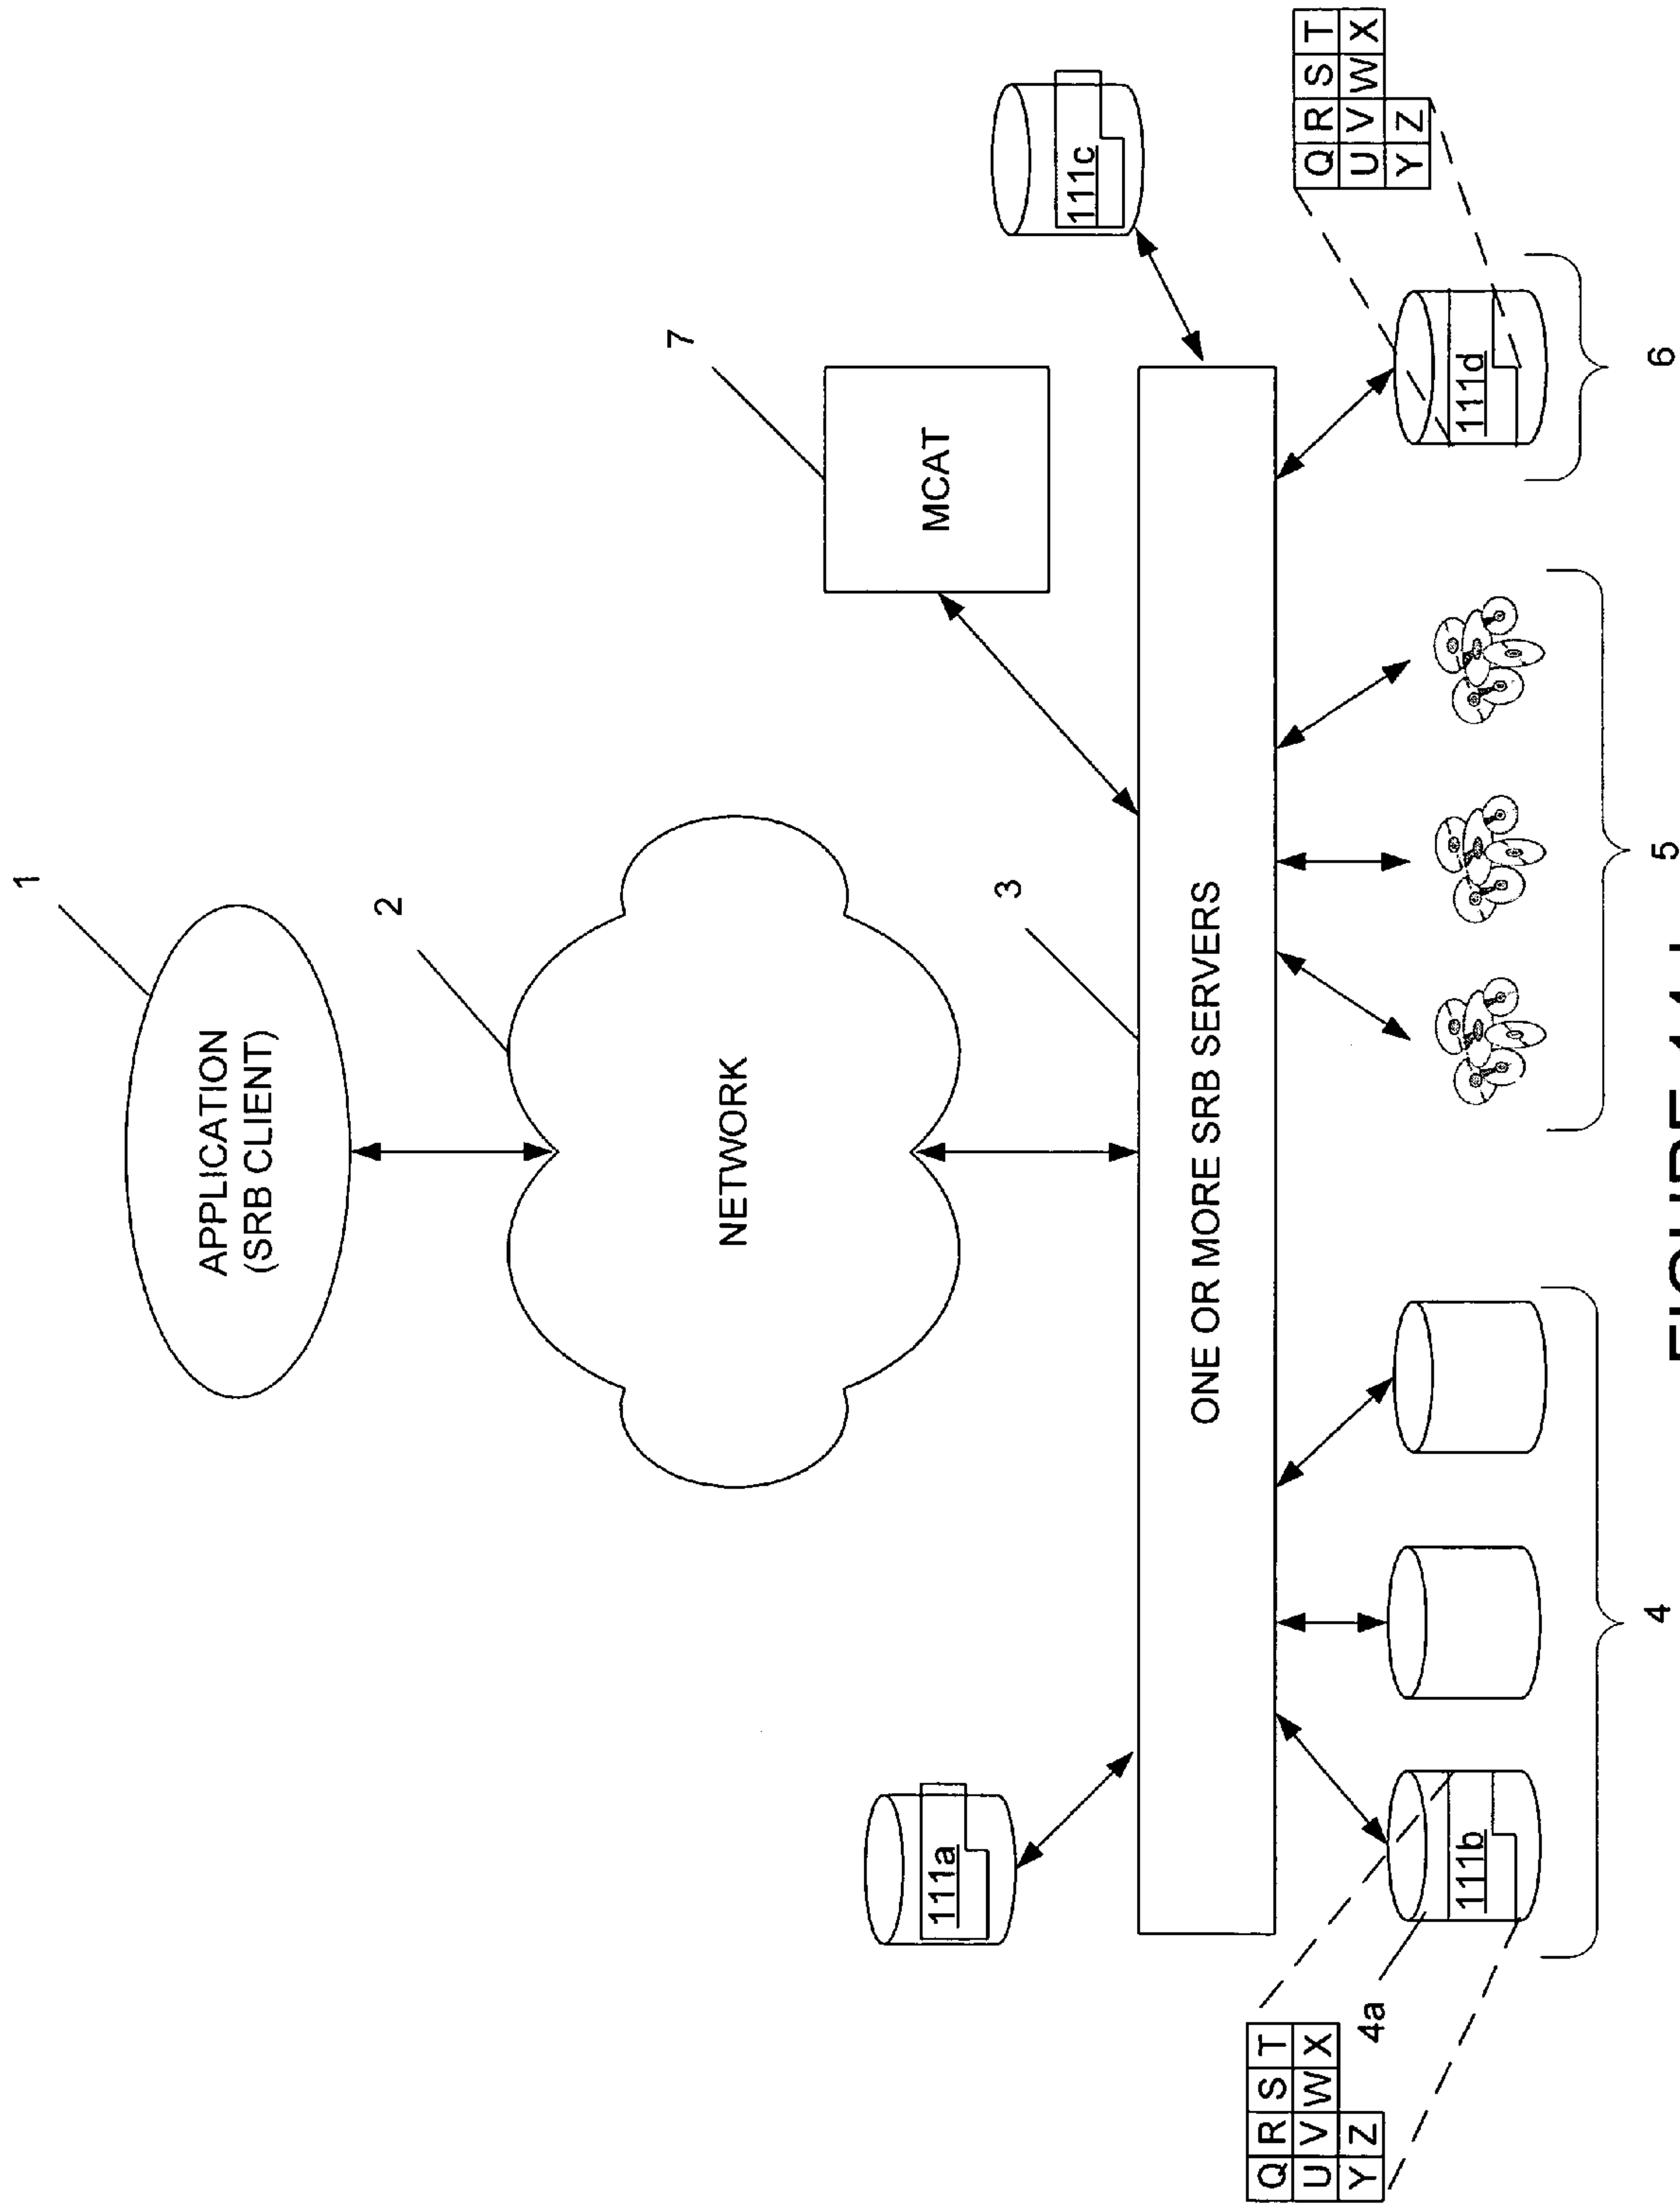 1
APPLICATION
(SRB CLIENT)
2
NETWORK
7
MCAT
111a
3
111c
ONE OR MORE SRB SERVERS
Q R S T
U V W X
Y Z
4a
111b
Q R S T
U V W X
Y Z
111d
4
5
6
FIGURE